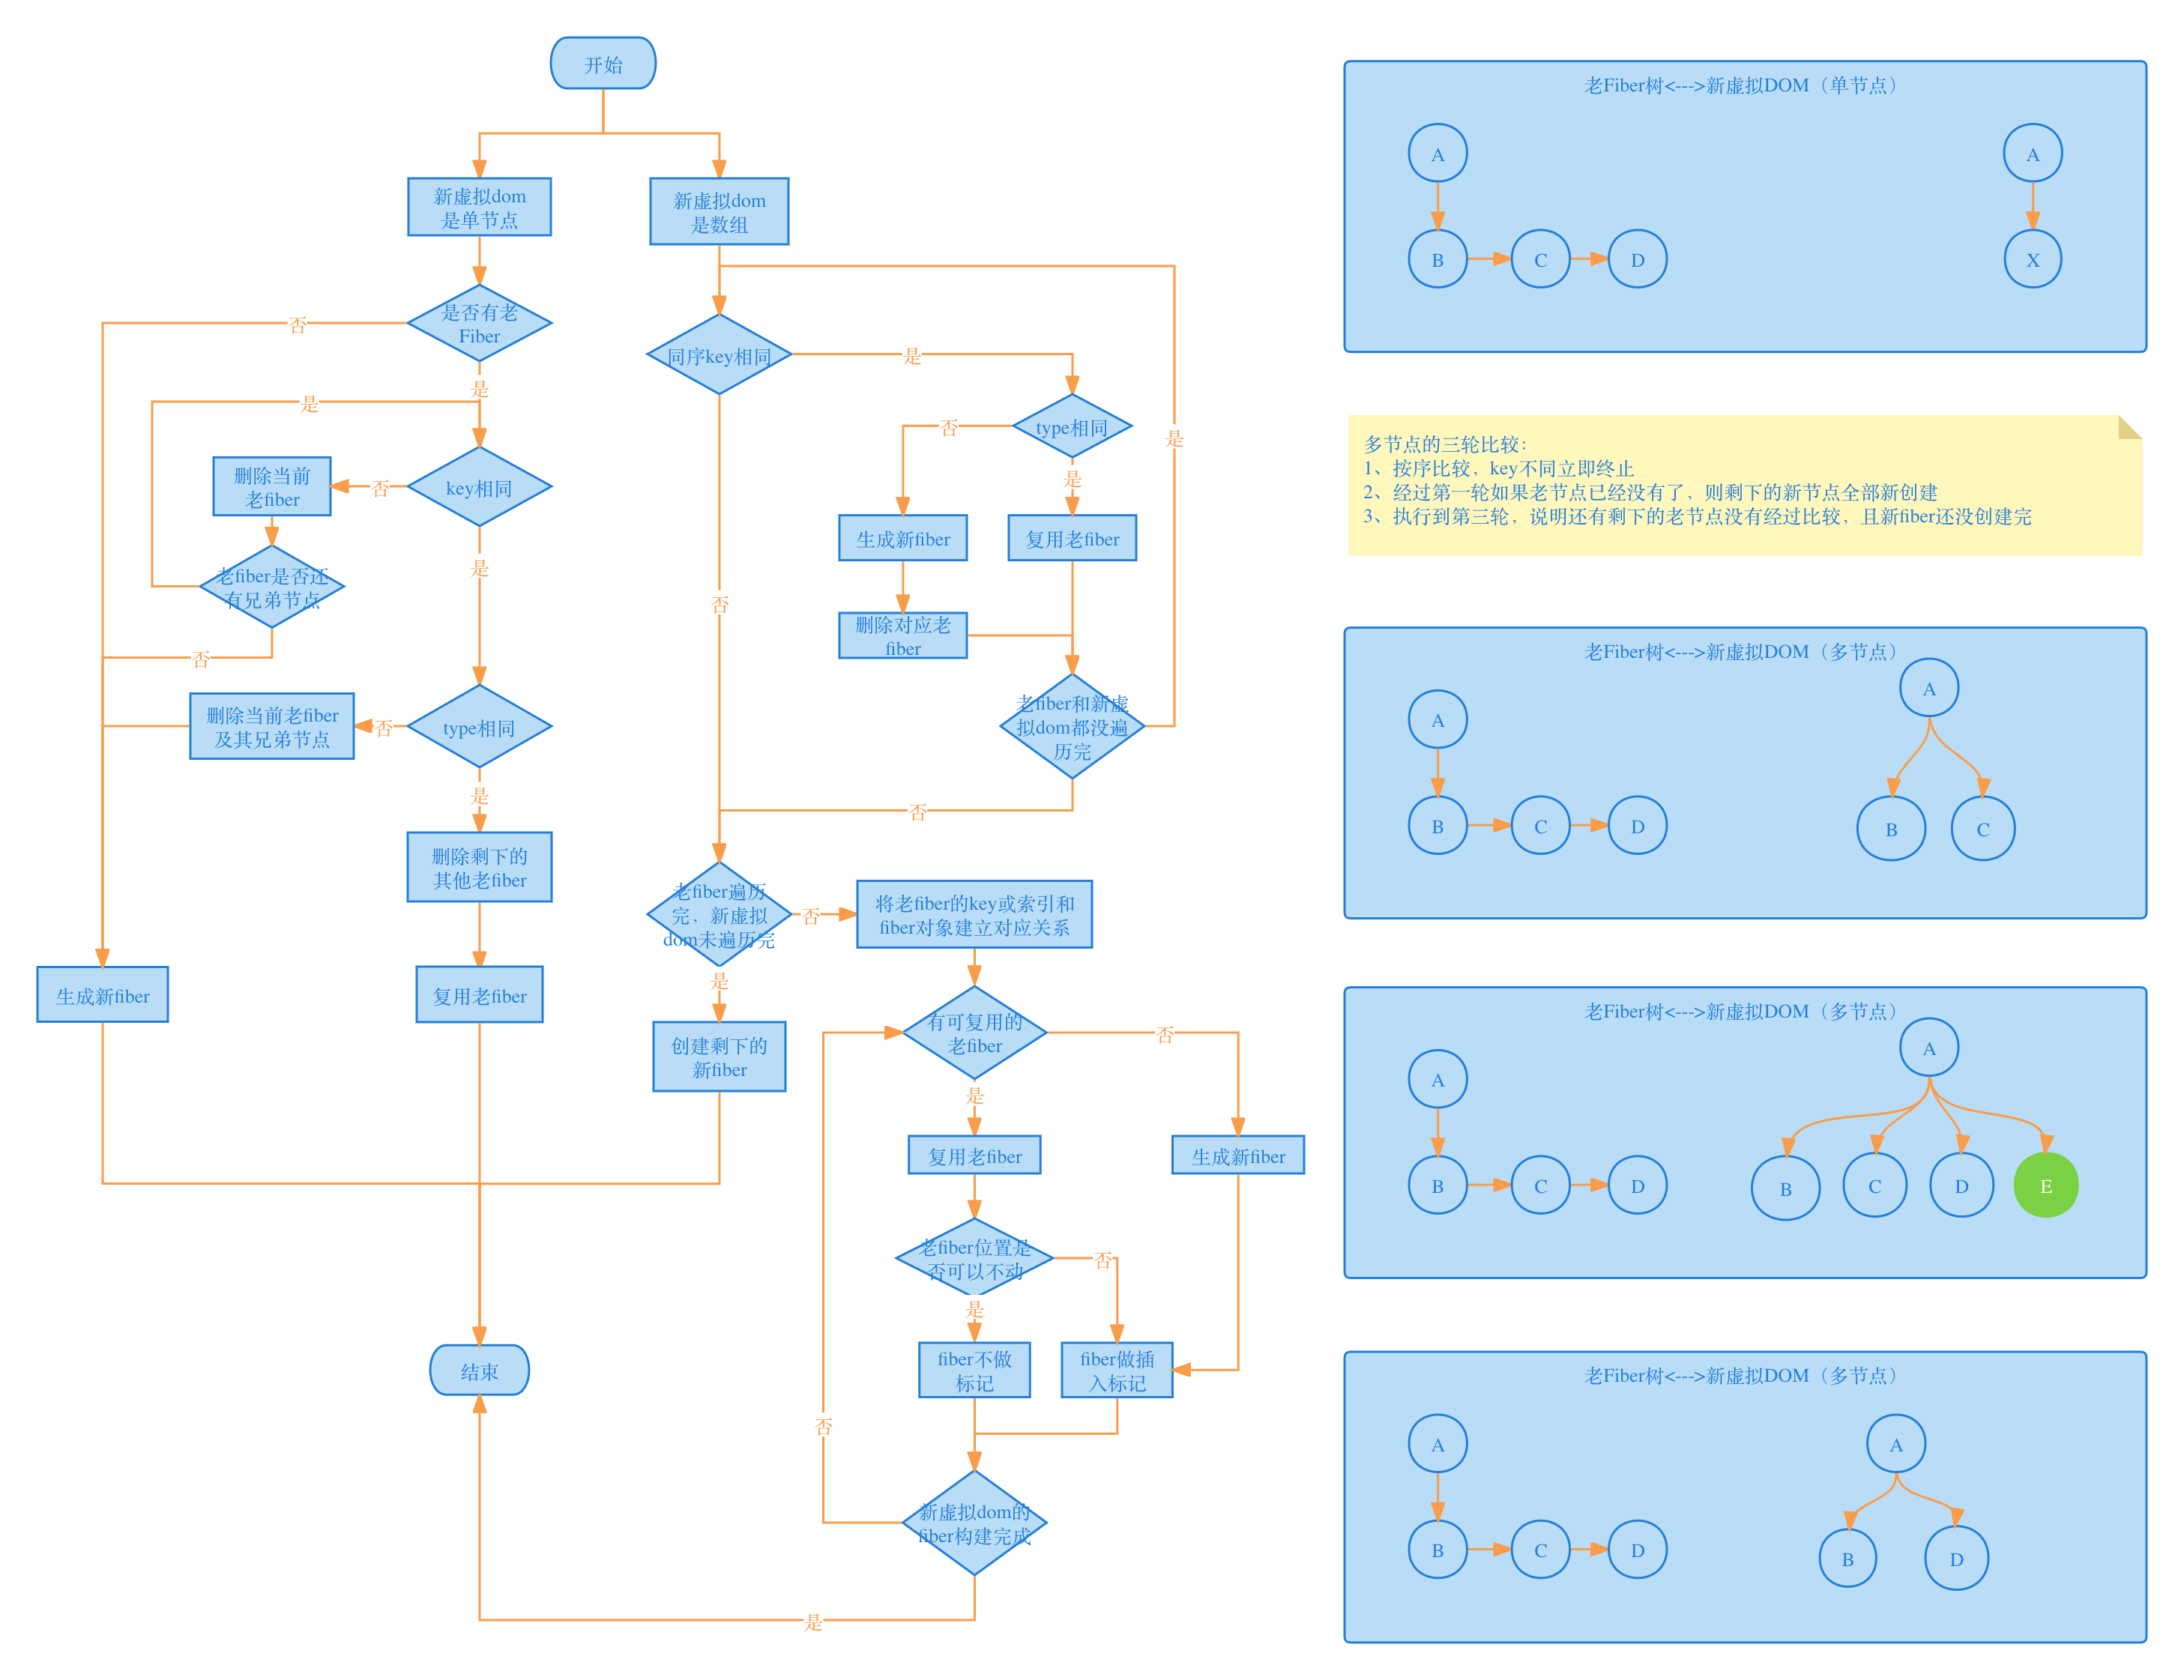 开始
新虚拟dom
是单节点
新虚拟dom
是数组
是否有老
Fiber
否
是
是
key相同
否
删除当前
老fiber
老fiber是否还
有兄弟节点
否
是
type相同
否
删除当前老fiber
及其兄弟节点
是
删除剩下的
其他老fiber
复用老fiber
生成新fiber
结束
同序key相同
是
否
type相同
否
是
生成新fiber
复用老fiber
删除对应老
fiber
老fiber和新虚
拟dom都没遍
历完
是
否
老fiber遍历
完，新虚拟
dom未遍历完
否
是
创建剩下的
新fiber
将老fiber的key或索引和
fiber对象建立对应关系
有可复用的
老fiber
否
是
复用老fiber
生成新fiber
老fiber位置是
否可以不动
否
是
fiber不做
标记
fiber做插
入标记
新虚拟dom的
fiber构建完成
否
是
老Fiber树<--->新虚拟DOM（单节点）
A
A
B
C
D
X
多节点的三轮比较：
1、按序比较，key不同立即终止
2、经过第一轮如果老节点已经没有了，则剩下的新节点全部新创建
3、执行到第三轮，说明还有剩下的老节点没有经过比较，且新fiber还没创建完
老Fiber树<--->新虚拟DOM（多节点）
A
A
B
C
D
B
C
老Fiber树<--->新虚拟DOM（多节点）
A
A
B
C
D
B
C
D
E
老Fiber树<--->新虚拟DOM（多节点）
A
A
B
C
D
B
D